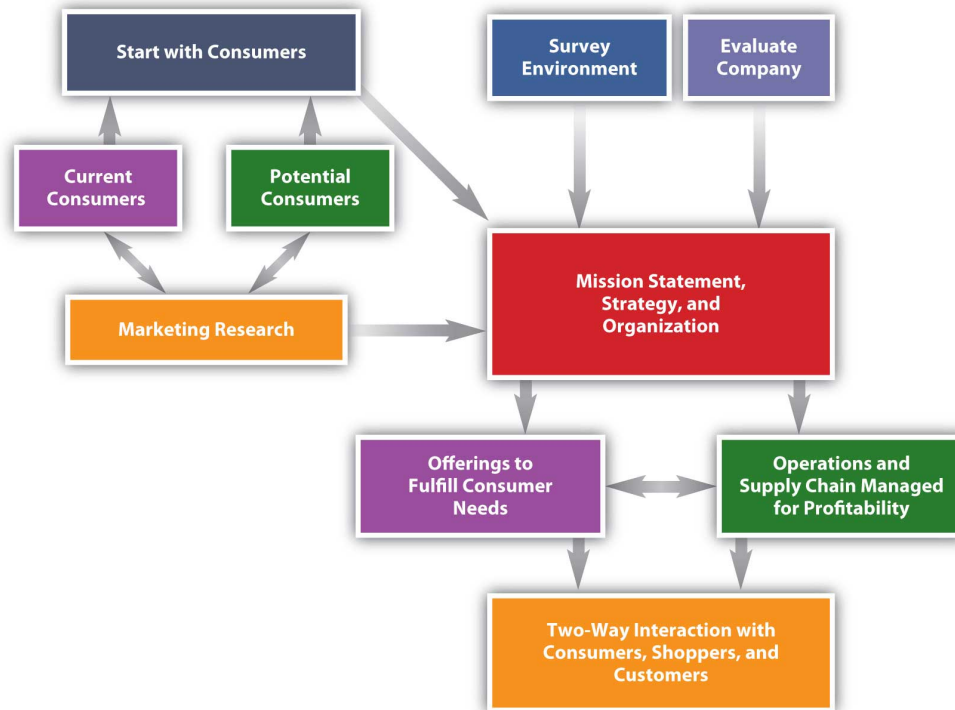 Start with Consumers
Survey
Environment
Evaluate
Company
Current
Consumers
Potential
Consumers
Marketing Research
Mission Statement,
Strategy, and
Organization
Offerings to
Fulfill Consumer
Needs
Operations and
Supply Chain Managed
for Profitability
Two-Way Interaction with
Consumers, Shoppers, and
Customers